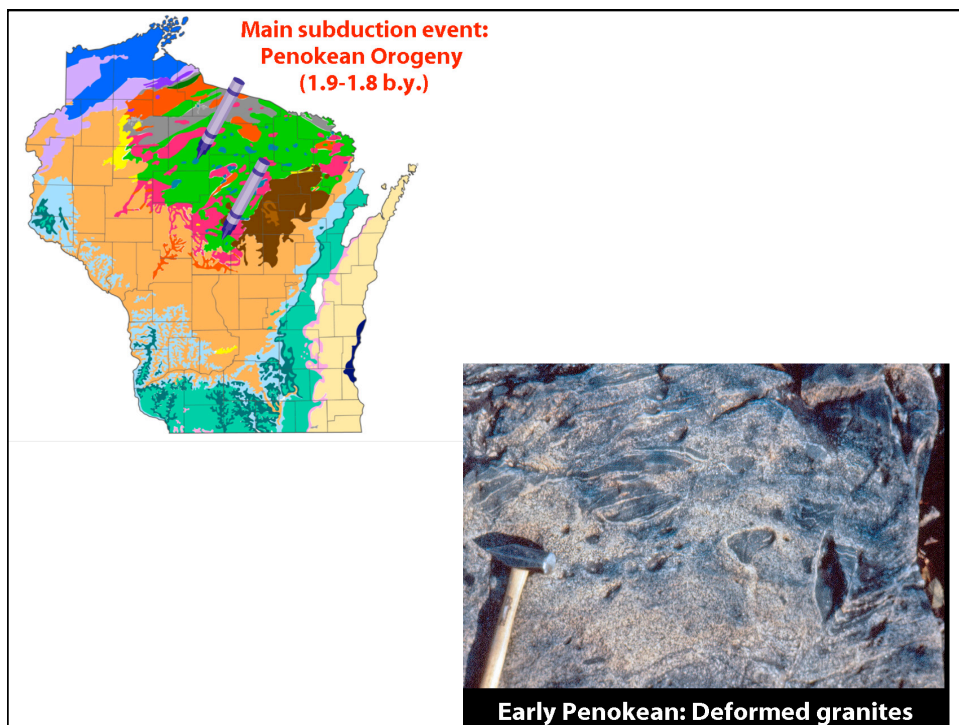 Main subduction event:
Penokean Orogeny
(1.9-1.8 b.y.)
Early Penokean: Deformed granites